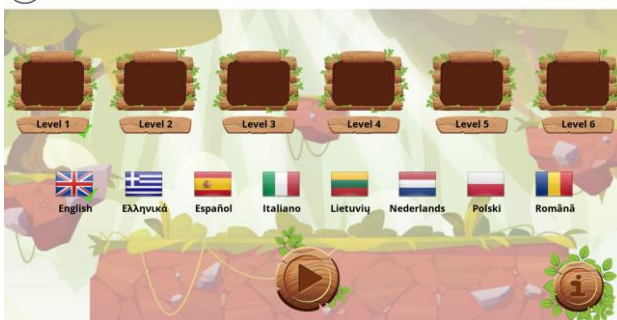 Level 1 Level 2 Level 3 Level 4 Level 5 Level 6
English Ελληνικά Español Italiano Lietuvių Nederlands Polski Română
i